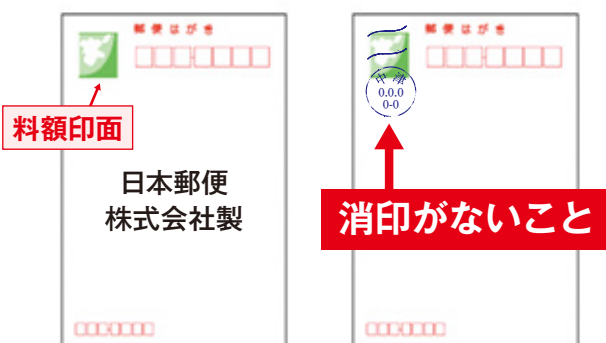 郵便はがき
料額印面
日本郵便
株式会社製
郵便はがき
中津
0.0.0
0-0
消印がないこと